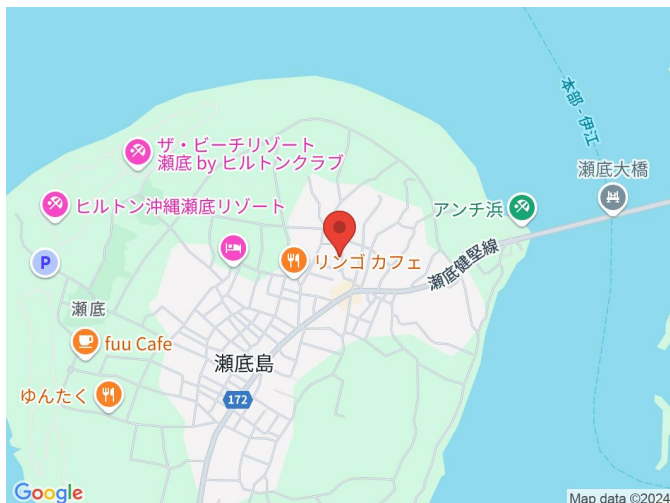 本部 - 伊江
ザ・ビーチリゾート
瀬底 by ヒルトンクラブ
瀬底大橋
ヒルトン沖縄瀬底リゾート
アンチ浜
P
リンゴ カフェ
瀬底健堅線
瀬底
fuu Cafe
瀬底島
ゆんたく
172
Google
Map data ©2024